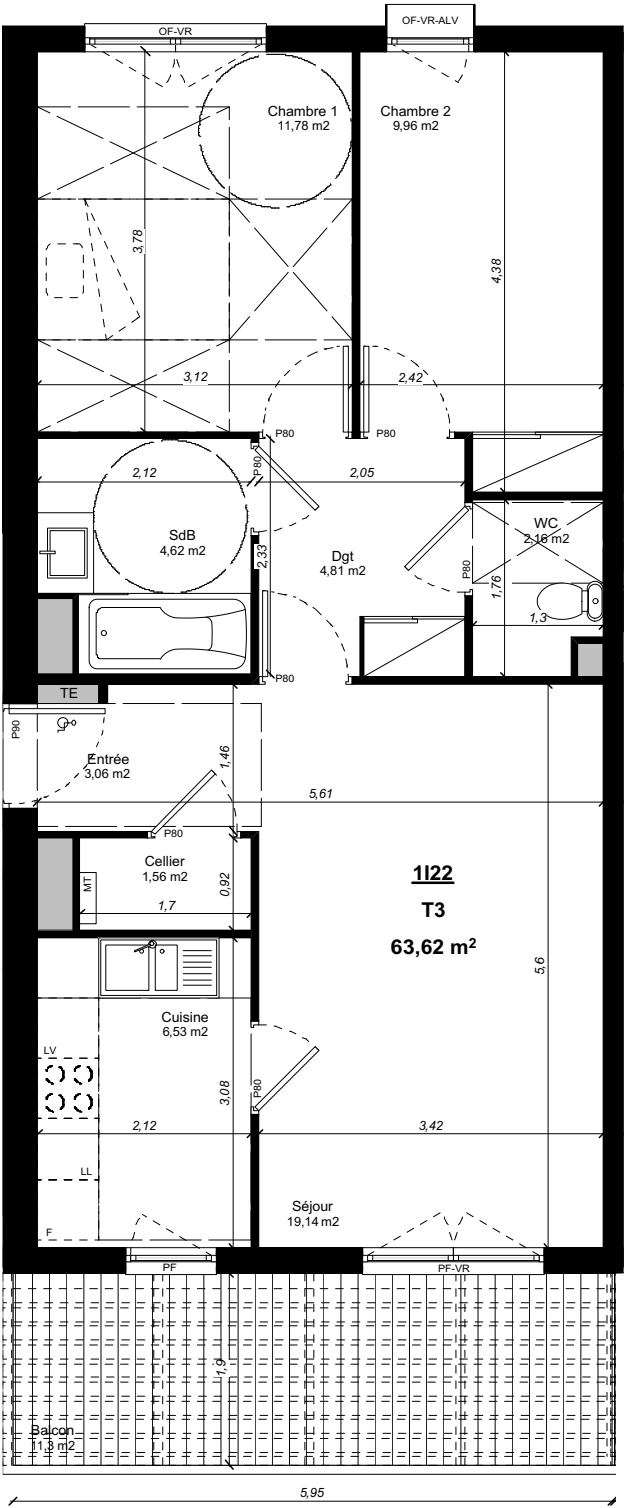 OF-VR
OF-VR-ALV
Chambre 1
11,78 m2
Chambre 2
9,96 m2
3,78
4,38
3,12
2,42
P80
P80
2,12
P80
2,05
SdB
4,62 m2
2,33
Dgt
4,81 m2
WC
2,16 m2
P80
1,76
1,3
P80
TE
P90
Entrée
3,06 m2
1,46
5,61
P80
Cellier
1,56 m2
MT
0,92
1,7
1I22
T3
63,62 m²
5,6
Cuisine
6,53 m2
LV
3,08
P80
2,12
3,42
LL
Séjour
19,14 m2
F
PF
PF-VR
1,9
Balcon
11,3 m2
5,95